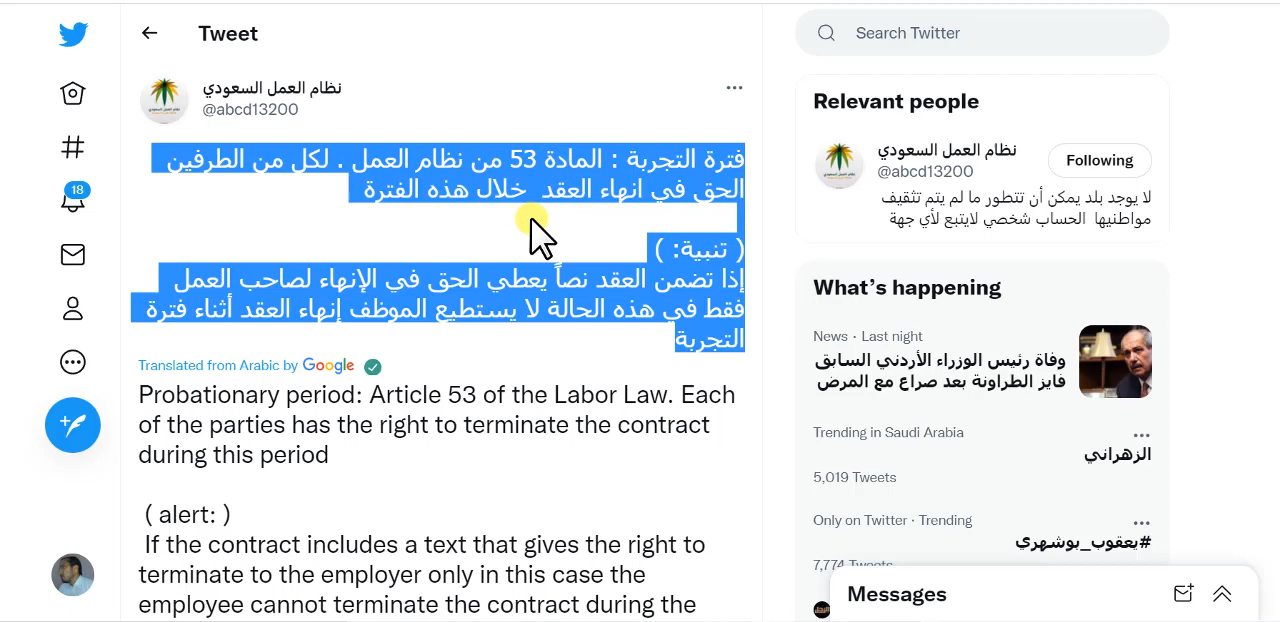 Tweet
نظام العمل السعودي
@abcd13200
فترة التجربة : المادة 53 من نظام العمل . لكل من الطرفين
الحق في انهاء العقد خلال هذه الفترة
( تنبية: )
إذا تضمن العقد نصاً يعطي الحق في الإنهاء لصاحب العمل
فقط في هذه الحالة لا يستطيع الموظف إنهاء العقد أثناء فترة
التجربة
Translated from Arabic by Google
Probationary period: Article 53 of the Labor Law. Each
of the parties has the right to terminate the contract
during this period
( alert: )
If the contract includes a text that gives the right to
terminate to the employer only in this case the
employee cannot terminate the contract during the
18
Search Twitter
Relevant people
نظام العمل السعودي
@abcd13200
Following
لا يوجد بلد يمكن أن تتطور ما لم يتم تثقيف
مواطنيها الحساب شخصي لايتبع لأي جهة
What's happening
News · Last night
وفاة رئيس الوزراء الأردني السابق
فايز الطراونة بعد صراع مع المرض
Trending in Saudi Arabia
الزهراني
5,019 Tweets
Only on Twitter · Trending
#يعقوب_بوشهري
7,774 Tweets
Messages